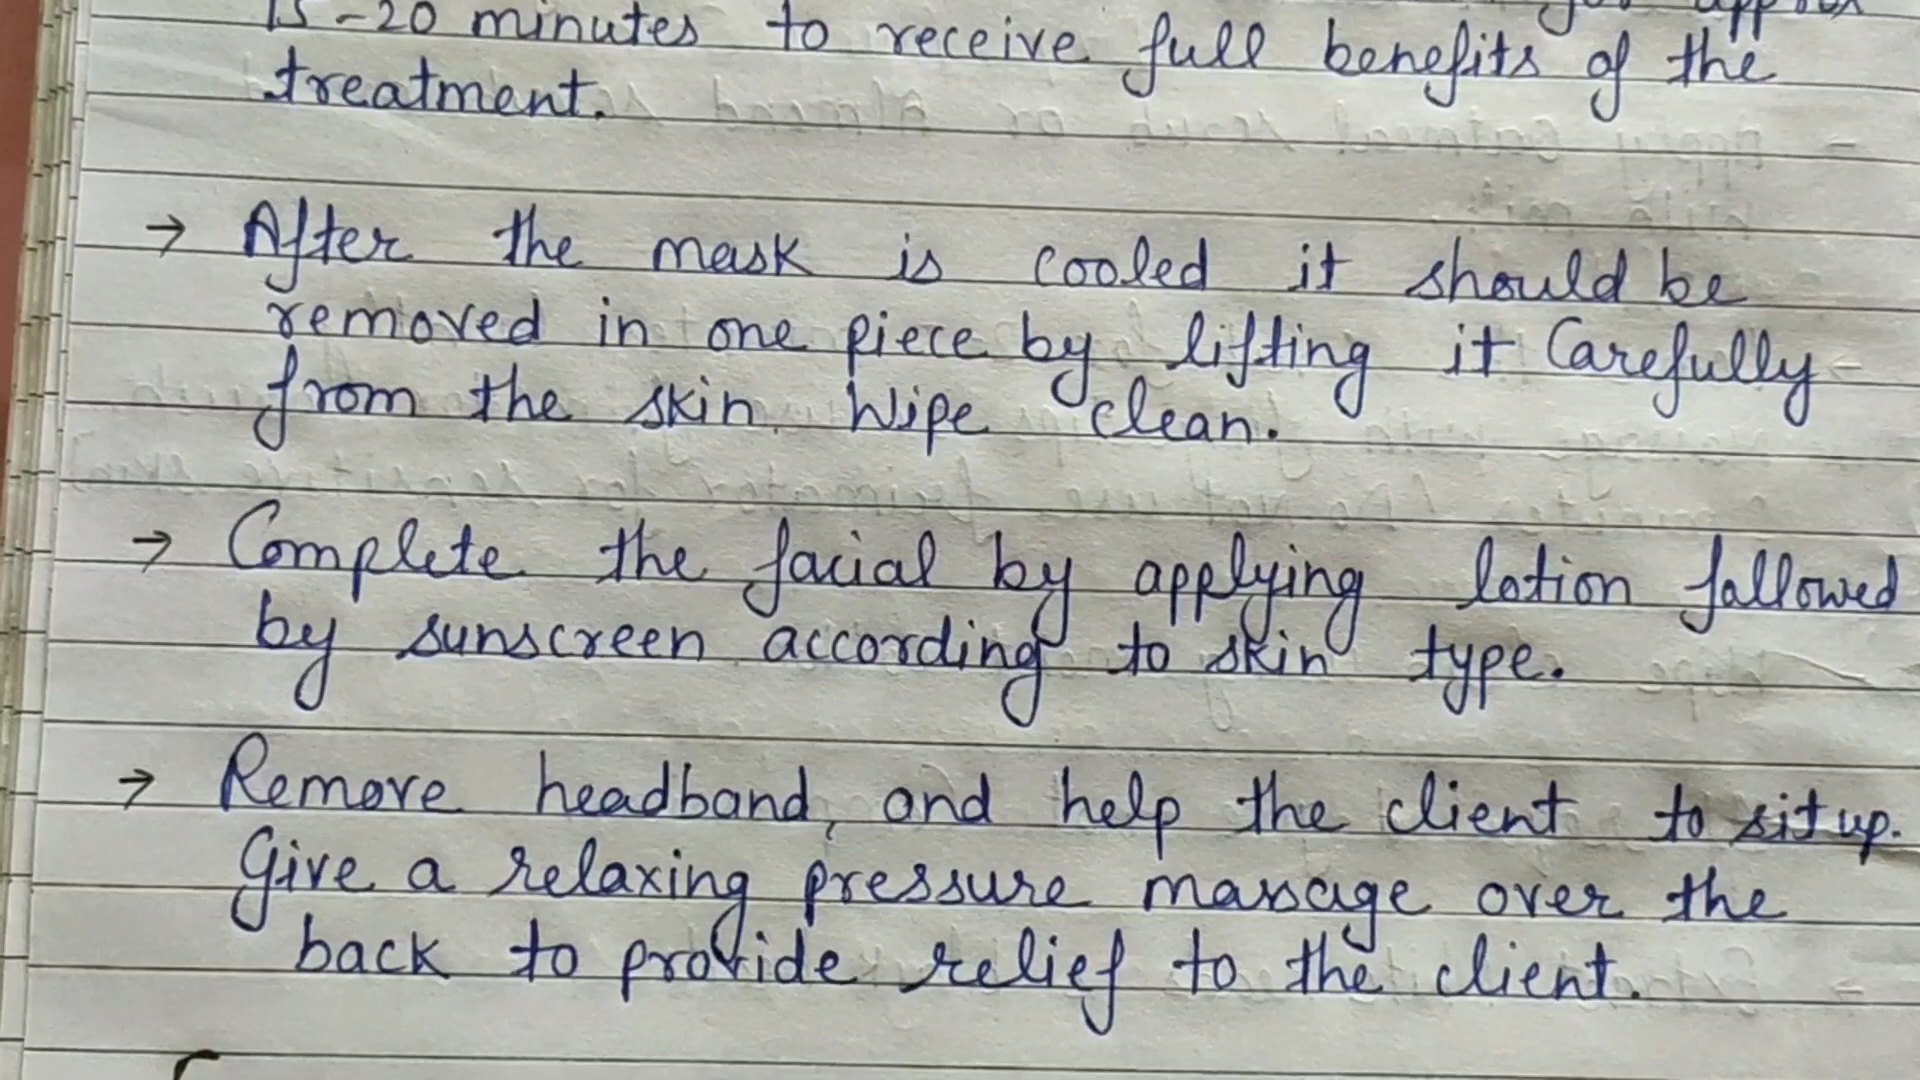 for approx
15-20 minutes to receive full benefits of the
treatment.
→ After the mask is cooled it should be
removed in one piece by lifting it Carefully
from the skin. Wipe clean.
→ Complete the facial by applying lotion fallowed
by sunscreen according to skin type.
→ Remove headband, and help the client to sit up.
Give a relaxing pressure massage over the
back to provide relief to the client.